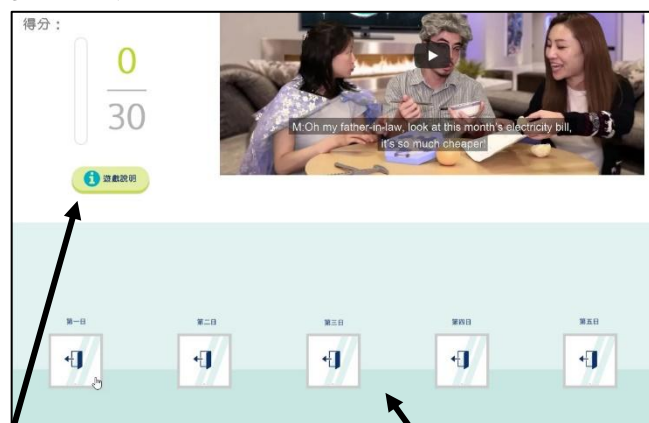 得分：
0
30
遊戲說明
M:Oh my father-in-law, look at this month's electricity bill,
it's so much cheaper!
第一日
第二日
第三日
第四日
第五日